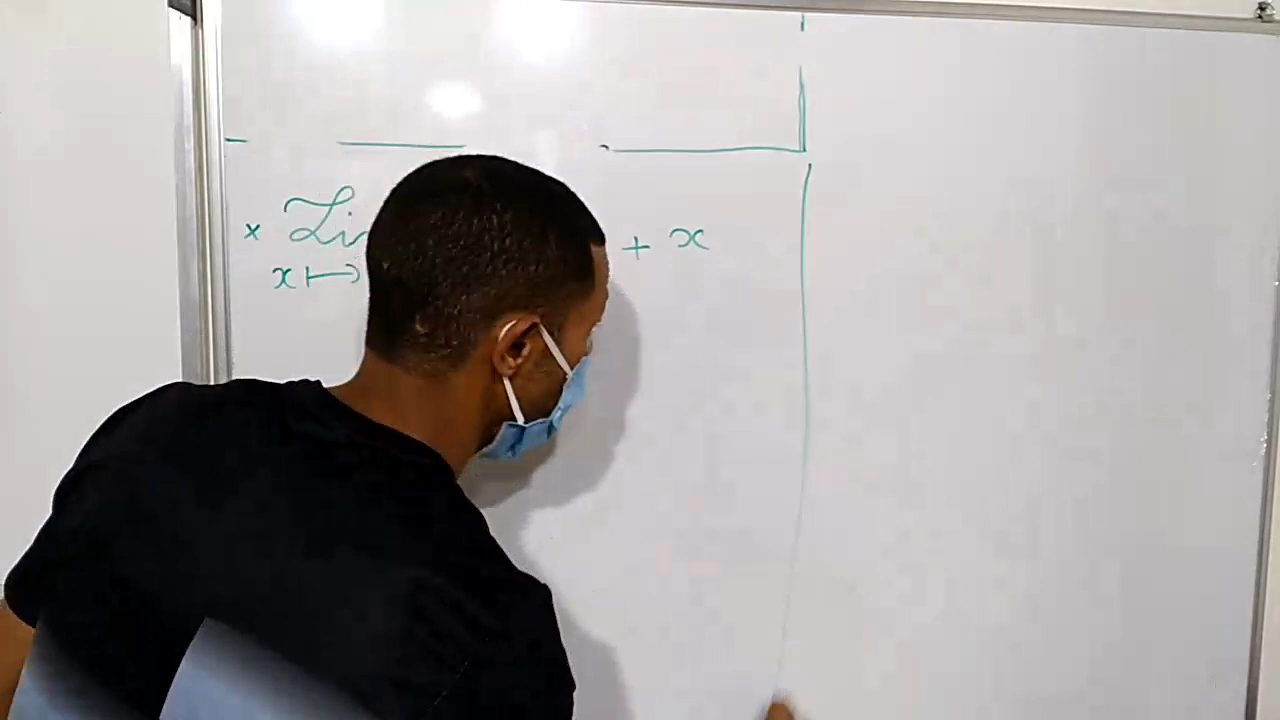 × Li + x
x ↦